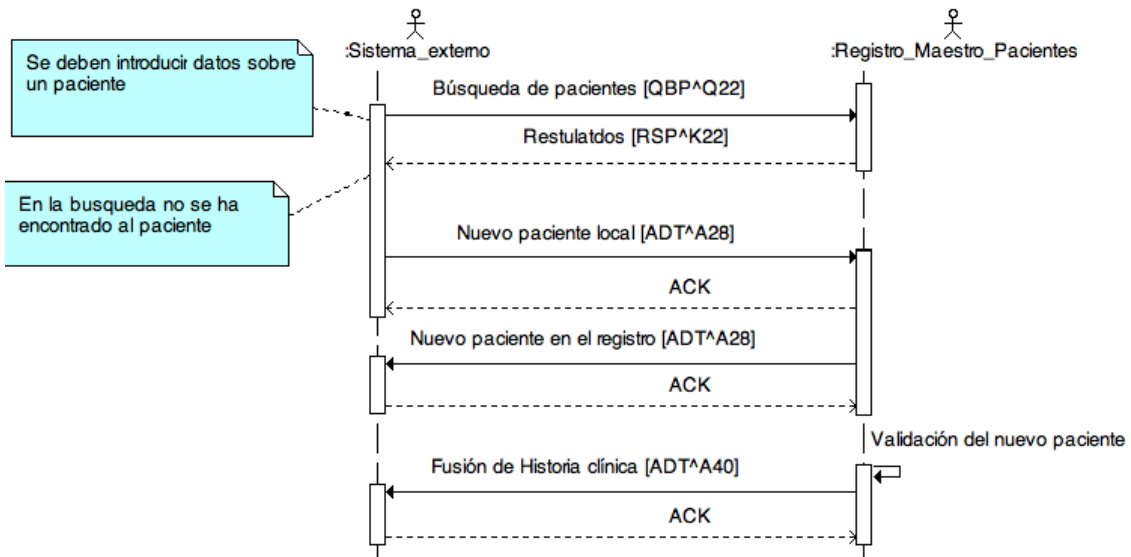 :Sistema_externo
:Registro_Maestro_Pacientes
Se deben introducir datos sobre
un paciente
Búsqueda de pacientes [QBP^Q22]
Restulatdos [RSP^K22]
En la busqueda no se ha
encontrado al paciente
Nuevo paciente local [ADT^A28]
ACK
Nuevo paciente en el registro [ADT^A28]
ACK
Validación del nuevo paciente
Fusión de Historia clínica [ADT^A40]
ACK